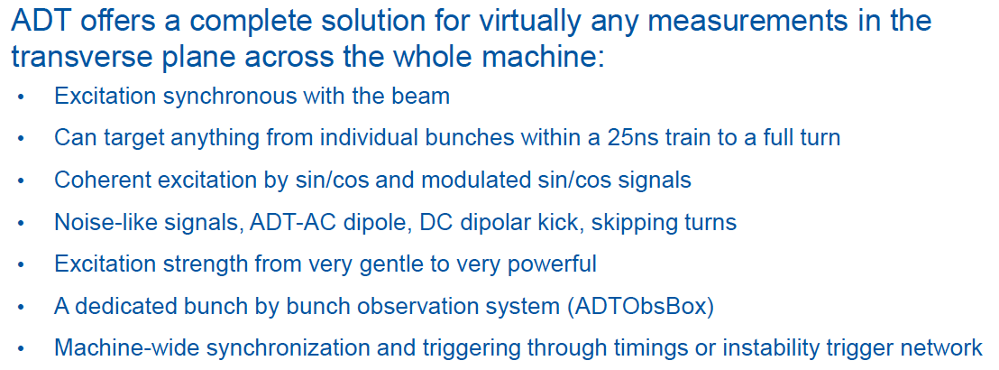 ADT offers a complete solution for virtually any measurements in the
transverse plane across the whole machine:
• Excitation synchronous with the beam
• Can target anything from individual bunches within a 25ns train to a full turn
• Coherent excitation by sin/cos and modulated sin/cos signals
• Noise-like signals, ADT-AC dipole, DC dipolar kick, skipping turns
• Excitation strength from very gentle to very powerful
• A dedicated bunch by bunch observation system (ADTObsBox)
• Machine-wide synchronization and triggering through timings or instability trigger network